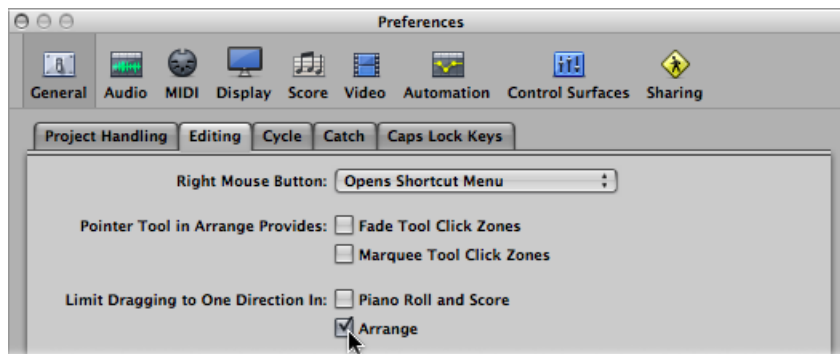 Preferences
General Audio MIDI Display Score Video Automation Control Surfaces Sharing
Project Handling Editing Cycle Catch Caps Lock Keys
Right Mouse Button: Opens Shortcut Menu
Pointer Tool in Arrange Provides: Fade Tool Click Zones
Marquee Tool Click Zones
Limit Dragging to One Direction In: Piano Roll and Score
Arrange